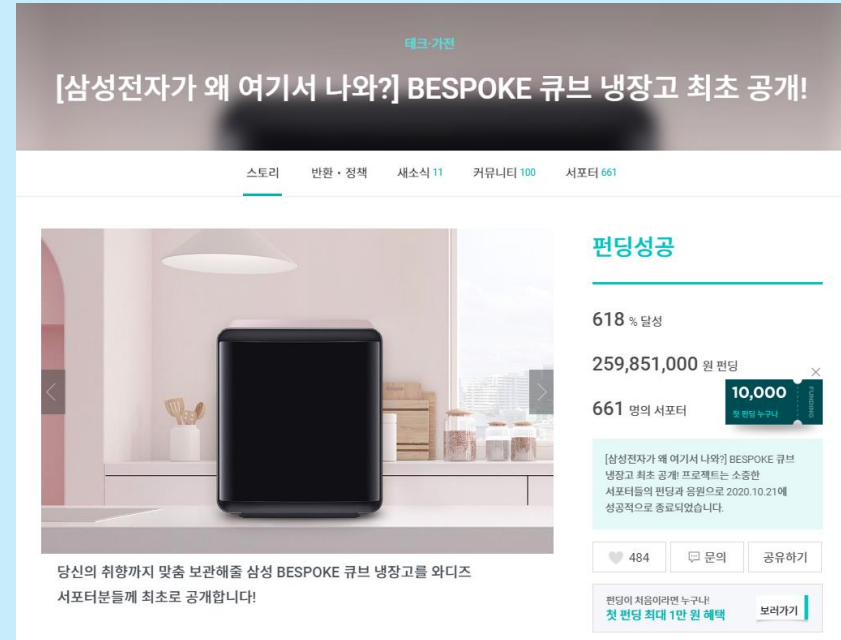 테크·가전
[삼성전자가 왜 여기서 나와?] BESPOKE 큐브 냉장고 최초 공개!
스토리 반환・정책 새소식 11 커뮤니티 100 서포터 661
당신의 취향까지 맞춤 보관해줄 삼성 BESPOKE 큐브 냉장고를 와디즈
서포터분들께 최초로 공개합니다!
펀딩성공
618 % 달성
259,851,000 원 펀딩
661 명의 서포터
10,000
첫 펀딩 누구나
FUNDING
[삼성전자가 왜 여기서 나와?] BESPOKE 큐브
냉장고 최초 공개! 프로젝트는 소중한
서포터들의 펀딩과 응원으로 2020.10.21에
성공적으로 종료되었습니다.
484 문의 공유하기
펀딩이 처음이라면 누구나!
첫 펀딩 최대 1만 원 혜택
보러가기